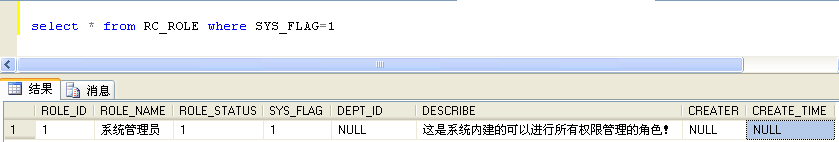 select * from RC_ROLE where SYS_FLAG=1
结果 消息
ROLE_ID ROLE_NAME ROLE_STATUS SYS_FLAG DEPT_ID DESCRIBE CREATER CREATE_TIME
1 1 系统管理员 1 1 NULL 这是系统内建的可以进行所有权限管理的角色! NULL NULL